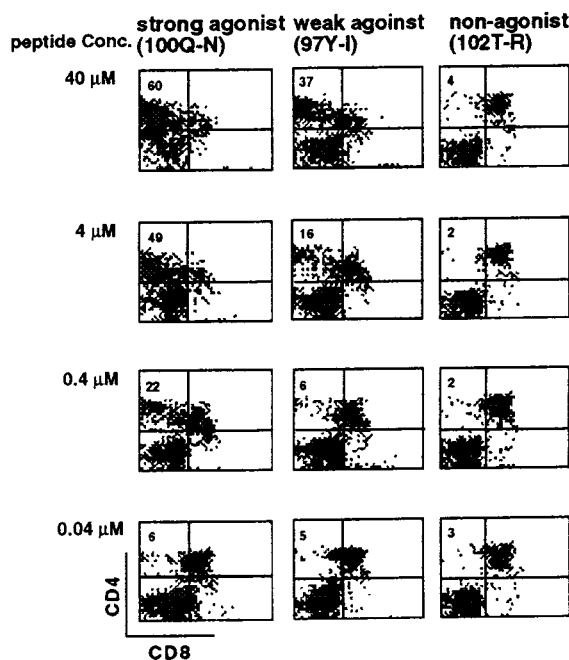 strong agonist weak agoinst non-agonist
peptide Conc. (100Q-N) (97Y-I) (102T-R)
40 μM 60 37 4
4 μM 49 16 2
0.4 μM 22 6 2
0.04 μM 6 5 3
CD4
CD8